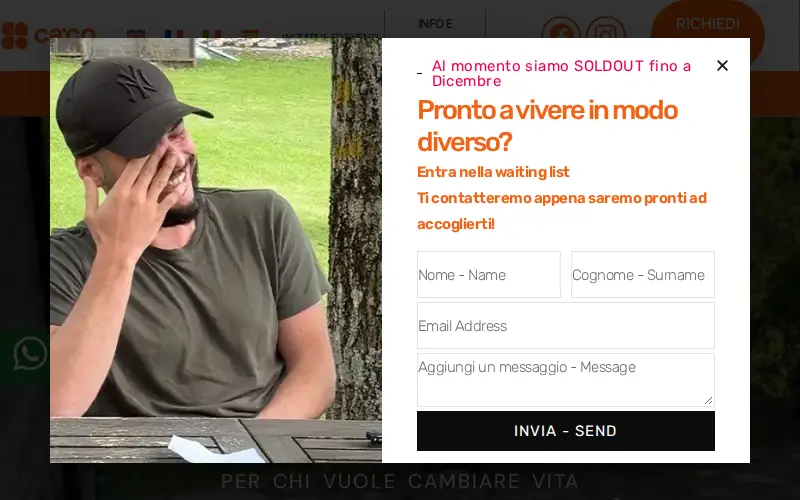 ca'co
INFO E
RICHIEDI
Al momento siamo SOLDOUT fino a
Dicembre
Pronto a vivere in modo
diverso?
Entra nella waiting list
Ti contatteremo appena saremo pronti ad
accoglierti!
Nome - Name
Cognome - Surname
Email Address
Aggiungi un messaggio - Message
INVIA - SEND
PER CHI VUOLE CAMBIARE VITA